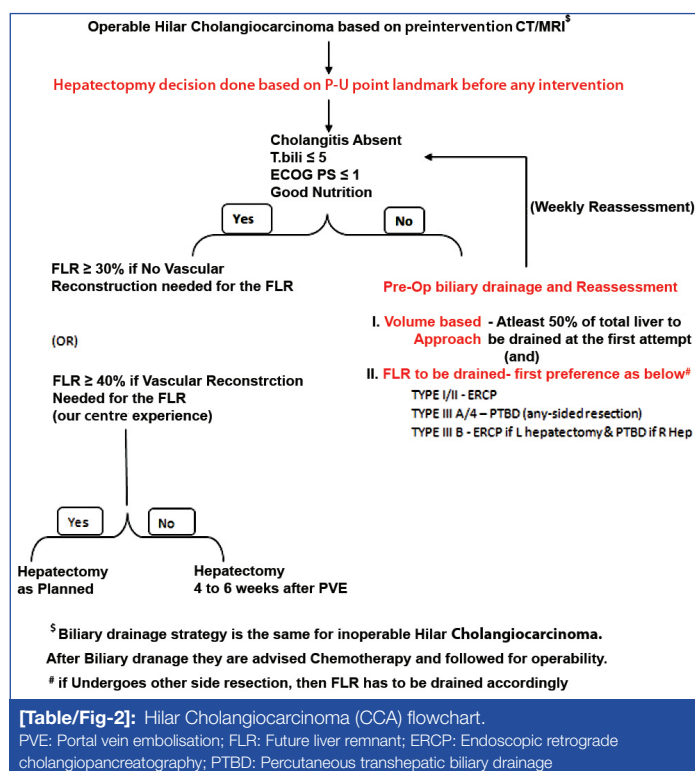 Operable Hilar Cholangiocarcinoma based on preintervention CT/MRI$
Hepatectopmy decision done based on P-U point landmark before any intervention
Cholangitis Absent
T.bili ≤ 5
ECOG PS ≤ 1
Good Nutrition
Yes
No
(Weekly Reassessment)
FLR ≥ 30% if No Vascular
Reconstruction needed for the FLR
(OR)
FLR ≥ 40% if Vascular Reconstrction
Needed for the FLR
(our centre experience)
Pre-Op biliary drainage and Reassessment
I. Volume based - Atleast 50% of total liver to
Approach be drained at the first attempt
(and)
II. FLR to be drained- first preference as below#
TYPE I/II - ERCP
TYPE III A/4 – PTBD (any-sided resection)
TYPE III B - ERCP if L hepatectomy & PTBD if R Hep
Yes
No
Hepatectomy
as Planned
Hepatectomy
4 to 6 weeks after PVE
$ Biliary drainage strategy is the same for inoperable Hilar Cholangiocarcinoma.
After Biliary dranage they are advised Chemotherapy and followed for operability.
# if Undergoes other side resection, then FLR has to be drained accordingly
[Table/Fig-2]: Hilar Cholangiocarcinoma (CCA) flowchart.
PVE: Portal vein embolisation; FLR: Future liver remnant; ERCP: Endoscopic retrograde
cholangiopancreatography; PTBD: Percutaneous transhepatic biliary drainage